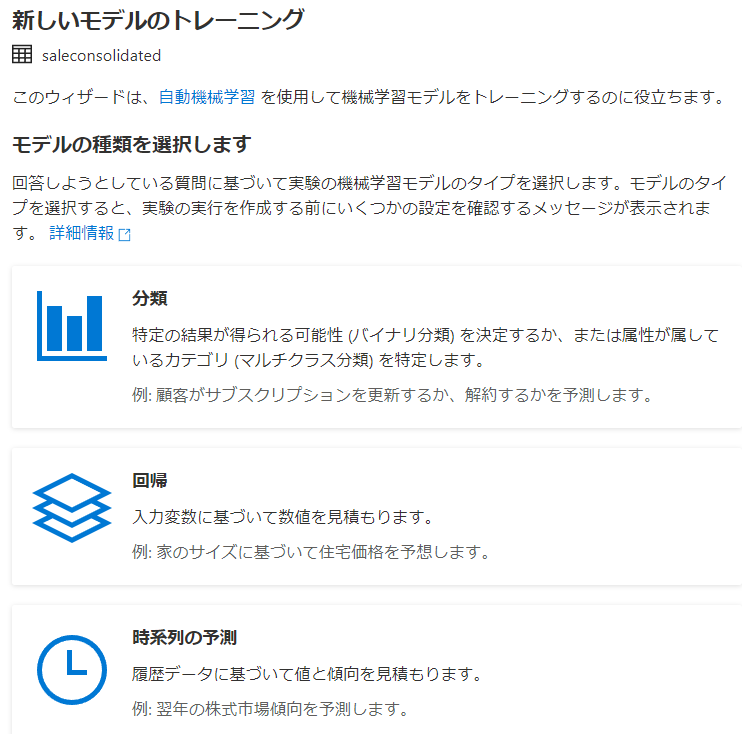 新しいモデルのトレーニング
saleconsolidated
このウィザードは、自動機械学習 を使用して機械学習モデルをトレーニングするのに役立ちます。
モデルの種類を選択します
回答しようとしている質問に基づいて実験の機械学習モデルのタイプを選択します。モデルのタイ
プを選択すると、実験の実行を作成する前にいくつかの設定を確認するメッセージが表示されま
す。 詳細情報
分類
特定の結果が得られる可能性 (バイナリ分類) を決定するか、または属性が属して
いるカテゴリ (マルチクラス分類) を特定します。
例: 顧客がサブスクリプションを更新するか、解約するかを予測します。
回帰
入力変数に基づいて数値を見積もります。
例: 家のサイズに基づいて住宅価格を予想します。
時系列の予測
履歴データに基づいて値と傾向を見積もります。
例: 翌年の株式市場傾向を予測します。